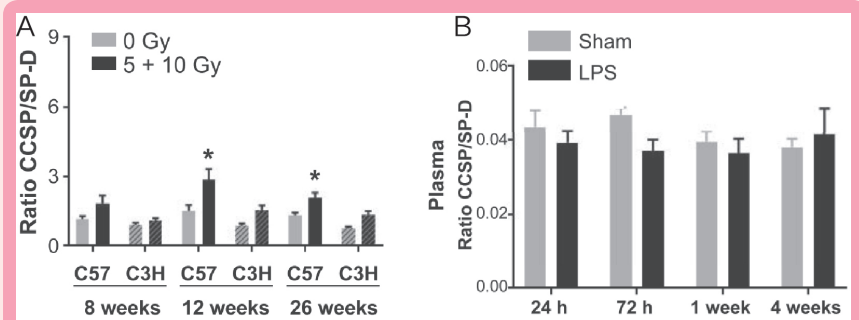 A
Ratio CCSP/SP-D
9
6
3
0
0 Gy
5 + 10 Gy
*
*
C57 C3H C57 C3H C57 C3H
8 weeks 12 weeks 26 weeks
B
Plasma
Ratio CCSP/SP-D
0.06
0.04
0.02
0.00
Sham
LPS
24 h 72 h 1 week 4 weeks